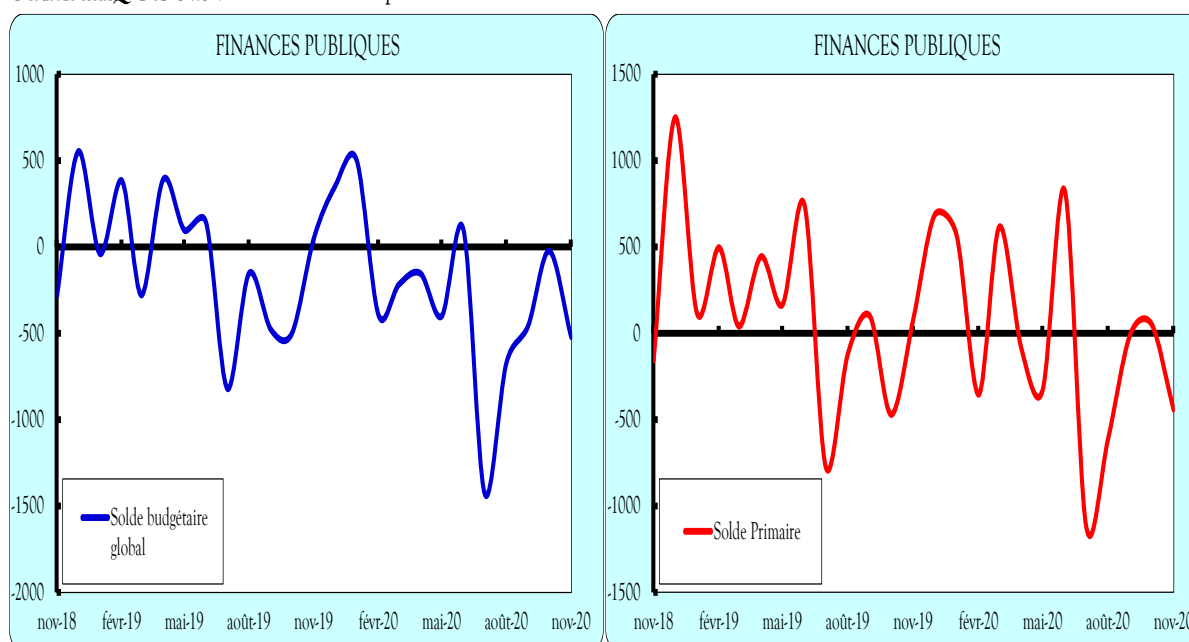 FINANCES PUBLIQUES
1000
500
0
-500
-1000
-1500
-2000
nov-18 févr-19 mai-19 août-19 nov-19 févr-20 mai-20 août-20 nov-20
Solde budgétaire
global
FINANCES PUBLIQUES
1500
1000
500
0
-500
-1000
-1500
nov-18 févr-19 mai-19 août-19 nov-19 févr-20 mai-20 août-20 nov-20
Solde Primaire